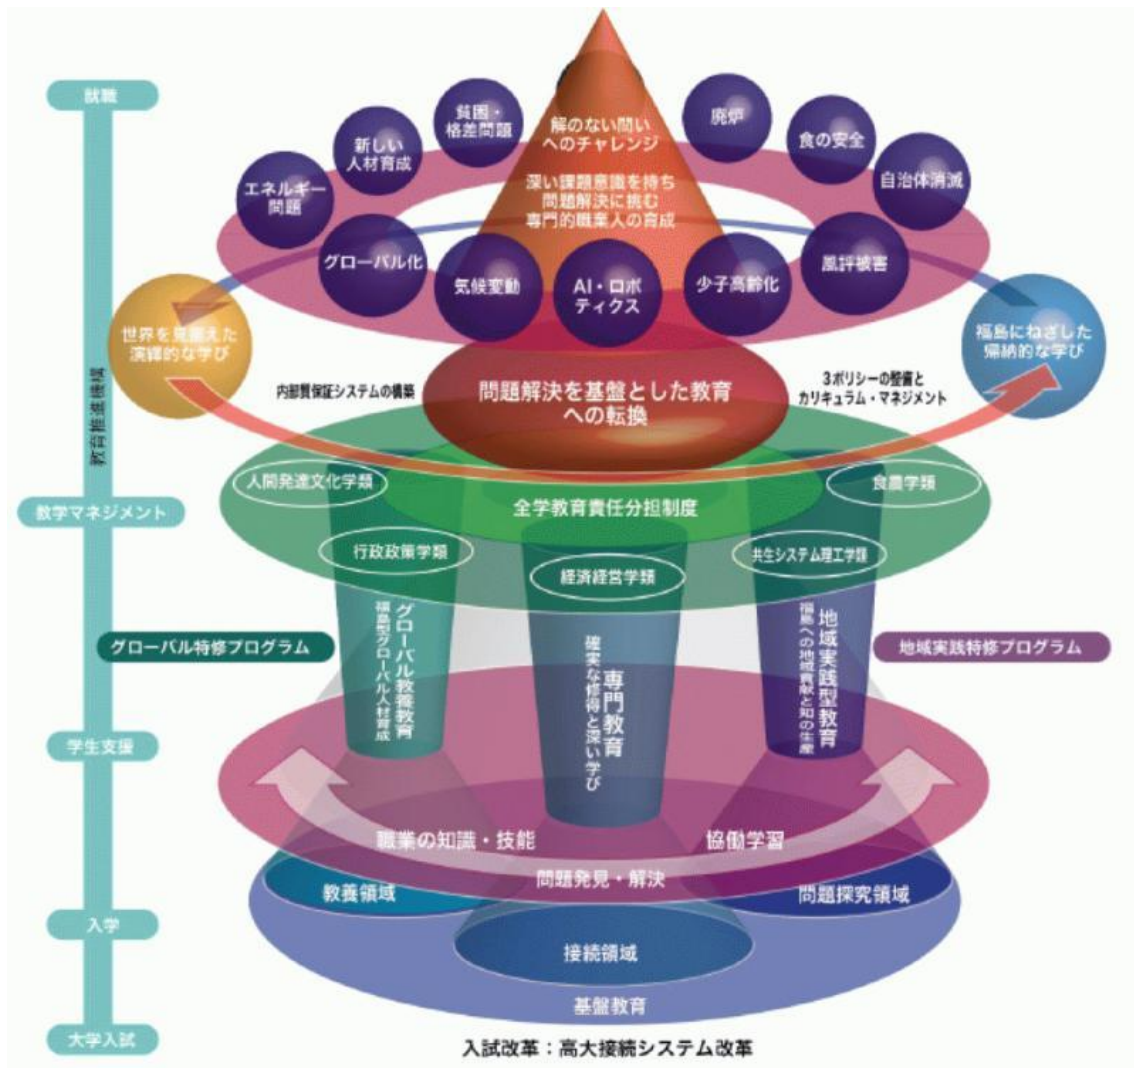 就職
貧困・
格差問題
新しい
人材育成
エネルギー
問題
解のない問い
へのチャレンジ
深い課題意識を持ち
問題解決に挑む
専門的職業人の育成
廃炉
食の安全
自治体消滅
グローバル化
気候変動
AI・ロボ
ティクス
少子高齢化
風評被害
世界を見据えた
演繹的な学び
福島にねざした
帰納的な学び
内部質保証システムの構築
問題解決を基盤とした教育
への転換
3ポリシーの整備と
カリキュラム・マネジメント
教育推進機構
人間発達文化学類
全学教育責任分担制度
食農学類
教学マネジメント
行政政策学類
経済経営学類
共生システム理工学類
グローバル特修プログラム
グローバル教養教育
福島型グローバル人材育成
専門教育
確実な修得と深い学び
地域実践型教育
福島への地域貢献と知の生産
地域実践特修プログラム
学生支援
職業の知識・技能
協働学習
問題発見・解決
教養領域
問題探究領域
入学
接続領域
基盤教育
大学入試
入試改革：高大接続システム改革